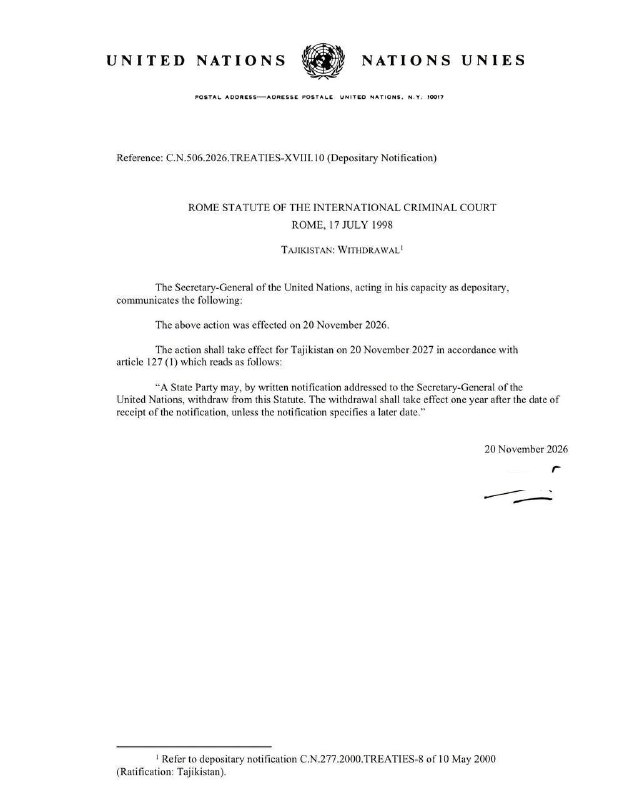 UNITED NATIONS NATIONS UNIES
POSTAL ADDRESS—ADRESSE POSTALE UNITED NATIONS, N.Y. 10017
Reference: C.N.506.2026.TREATIES-XVIII.10 (Depositary Notification)
ROME STATUTE OF THE INTERNATIONAL CRIMINAL COURT
ROME, 17 JULY 1998
TAJIKISTAN: WITHDRAWAL¹
The Secretary-General of the United Nations, acting in his capacity as depositary,
communicates the following:
The above action was effected on 20 November 2026.
The action shall take effect for Tajikistan on 20 November 2027 in accordance with
article 127 (1) which reads as follows:
“A State Party may, by written notification addressed to the Secretary-General of the
United Nations, withdraw from this Statute. The withdrawal shall take effect one year after the date of
receipt of the notification, unless the notification specifies a later date.”
20 November 2026
¹ Refer to depositary notification C.N.277.2000.TREATIES-8 of 10 May 2000
(Ratification: Tajikistan).